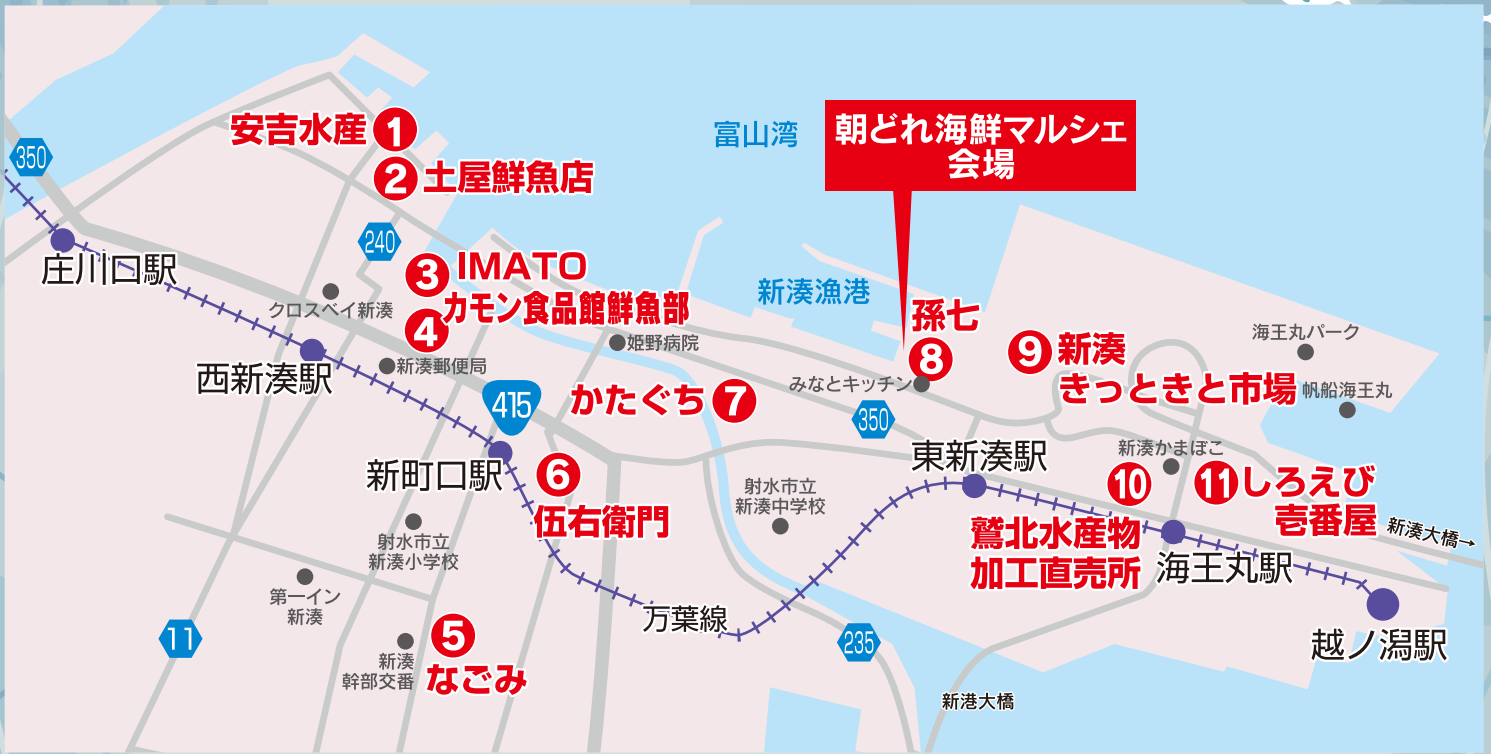 安吉水産 1
2 土屋鮮魚店
富山湾
朝どれ海鮮マルシェ
会場
350
240
庄川口駅
3 IMATO
カモン食品館鮮魚部
4
クロスベイ新湊
新湊漁港
孫七
8
姫野病院
9 新湊
きっときと市場
海王丸パーク
帆船海王丸
西新湊駅
新湊郵便局
みなとキッチン
415
かたぐち 7
350
新町口駅
6
伍右衛門
東新湊駅
新湊かまぼこ
10
鷲北水産物
加工直売所
11 しろえび
壱番屋
新湊大橋→
射水市立
新湊中学校
射水市立
新湊小学校
海王丸駅
第一イン
新湊
万葉線
11
5
なごみ
新湊
幹部交番
235
越ノ潟駅
新港大橋